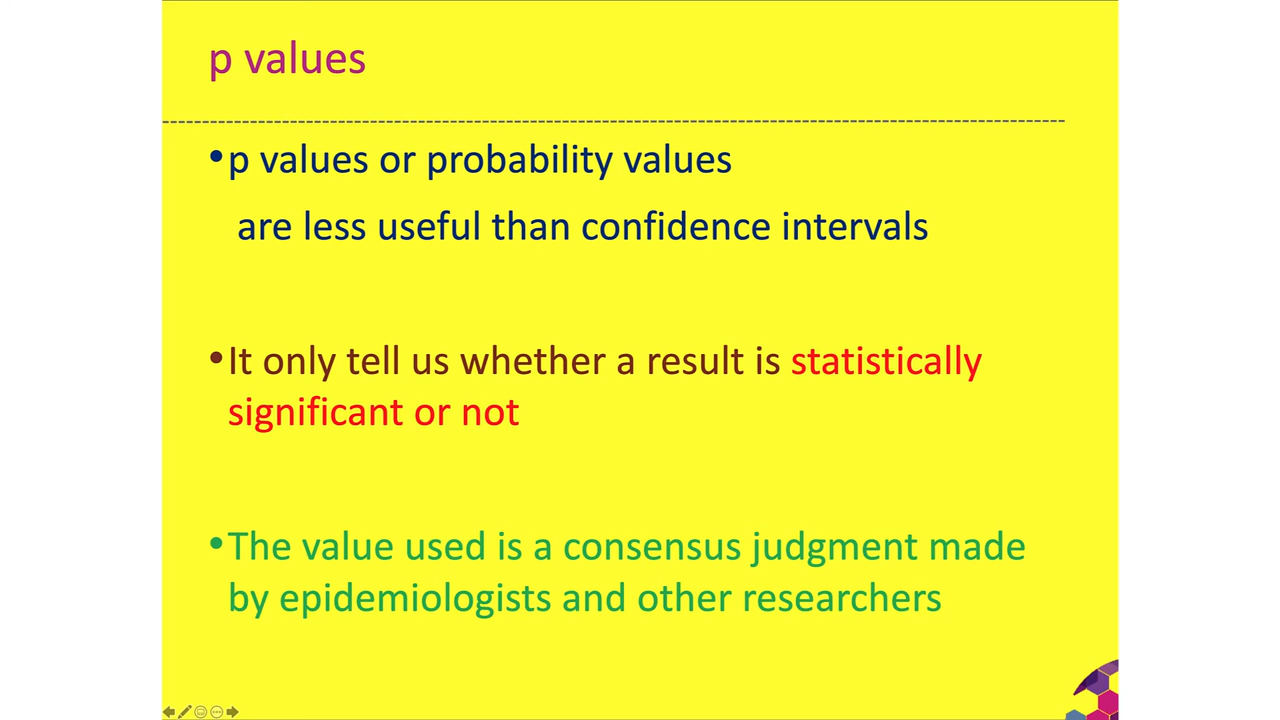 p values
•p values or probability values
are less useful than confidence intervals
•It only tell us whether a result is statistically
significant or not
•The value used is a consensus judgment made
by epidemiologists and other researchers